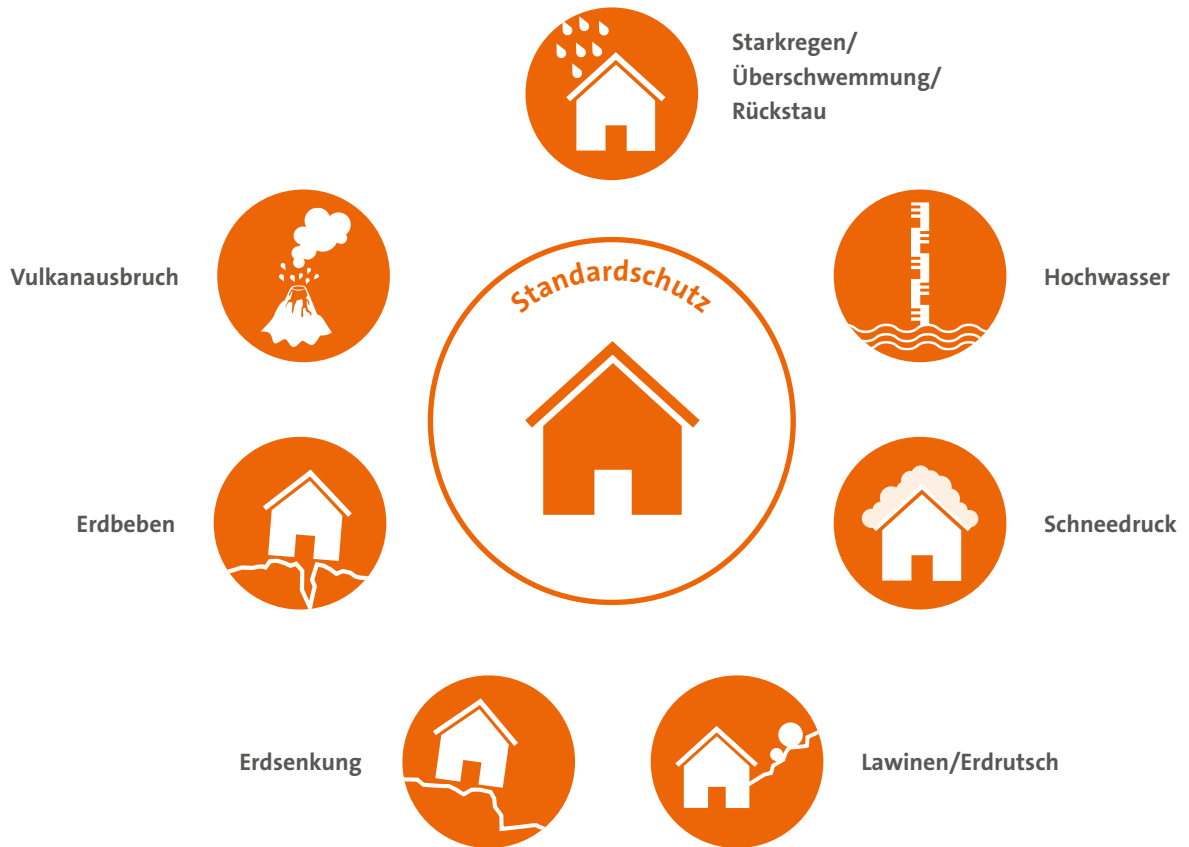 Starkregen/
Überschwemmung/
Rückstau
Vulkanausbruch
Hochwasser
Standardschutz
Erdbeben
Schneedruck
Erdsenkung
Lawinen/Erdrutsch